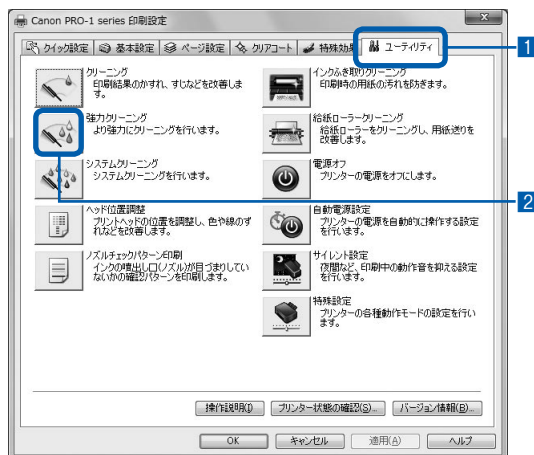 Canon PRO-1 series 印刷設定
クイック設定 基本設定 ページ設定 クリアコート 特殊効果 ユーティリティ
1
クリーニング
印刷結果のかすれ、すじなどを改善しま
す。
強力クリーニング
より強力にクリーニングを行います。
システムクリーニング
システムクリーニングを行います。
2
ヘッド位置調整
プリントヘッドの位置を調整し、色や線のず
れなどを改善します。
ノズルチェックパターン印刷
インクの噴出し口(ノズル)が目づまりしてい
ないかの確認パターンを印刷します。
インクふき取りクリーニング
印刷時の用紙の汚れを防ぎます。
給紙ローラークリーニング
給紙ローラーをクリーニングし、用紙送りを
改善します。
電源オフ
プリンターの電源をオフにします。
自動電源設定
プリンターの電源を自動的に操作する設定
を行います。
サイレント設定
夜間など、印刷中の動作音を抑える設定
を行います。
特殊設定
プリンターの各種動作モードの設定を行い
ます。
操作説明(I) プリンター状態の確認(S)... バージョン情報(B)...
OK キャンセル 適用(A) ヘルプ